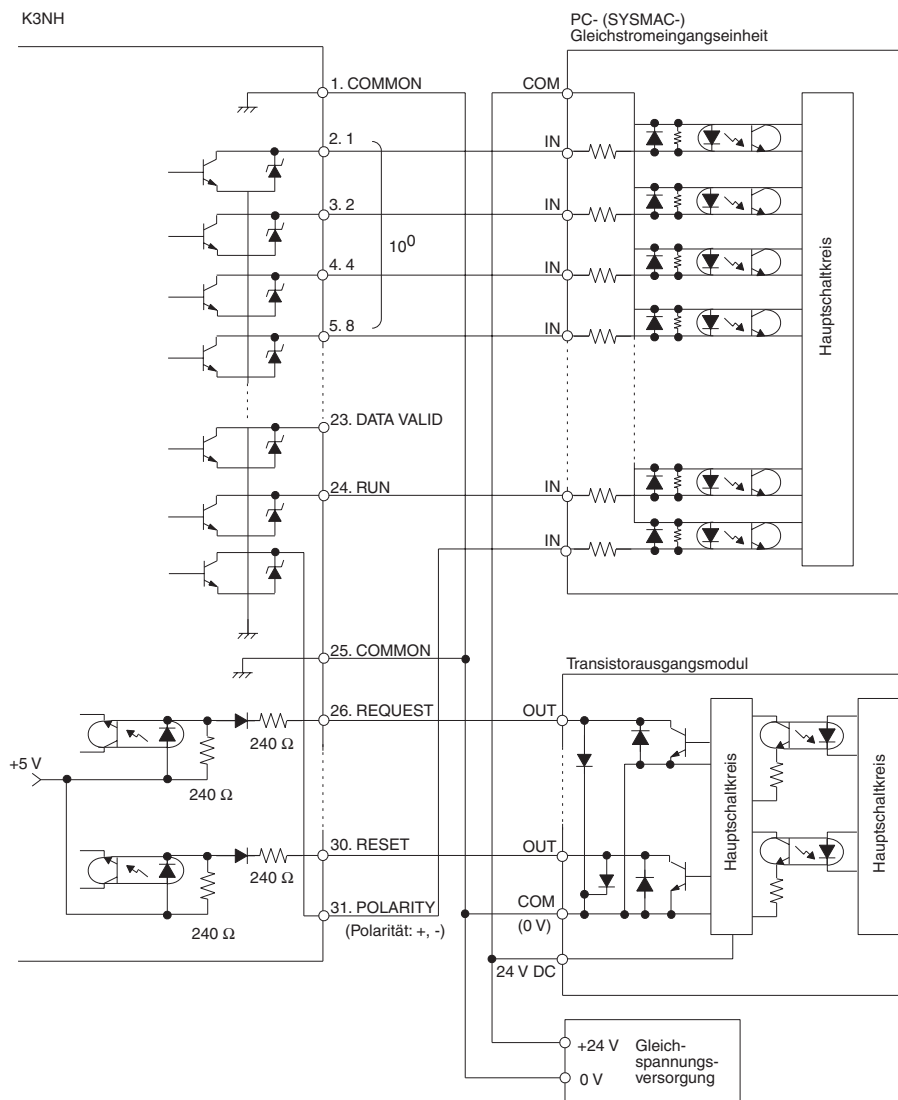 K3NH
PC- (SYSMAC-)
Gleichstromeingangseinheit
1. COMMON
COM
2. 1
IN
3. 2
IN
10⁰
4. 4
IN
5. 8
IN
Hauptschaltkreis
23. DATA VALID
24. RUN
IN
IN
25. COMMON
Transistorausgangsmodul
26. REQUEST
OUT
240 Ω
+5 V
240 Ω
Hauptschaltkreis
Hauptschaltkreis
30. RESET
OUT
240 Ω
COM
(0 V)
31. POLARITY
(Polarität: +, -)
240 Ω
24 V DC
+24 V
Gleich-
spannungs-
versorgung
0 V